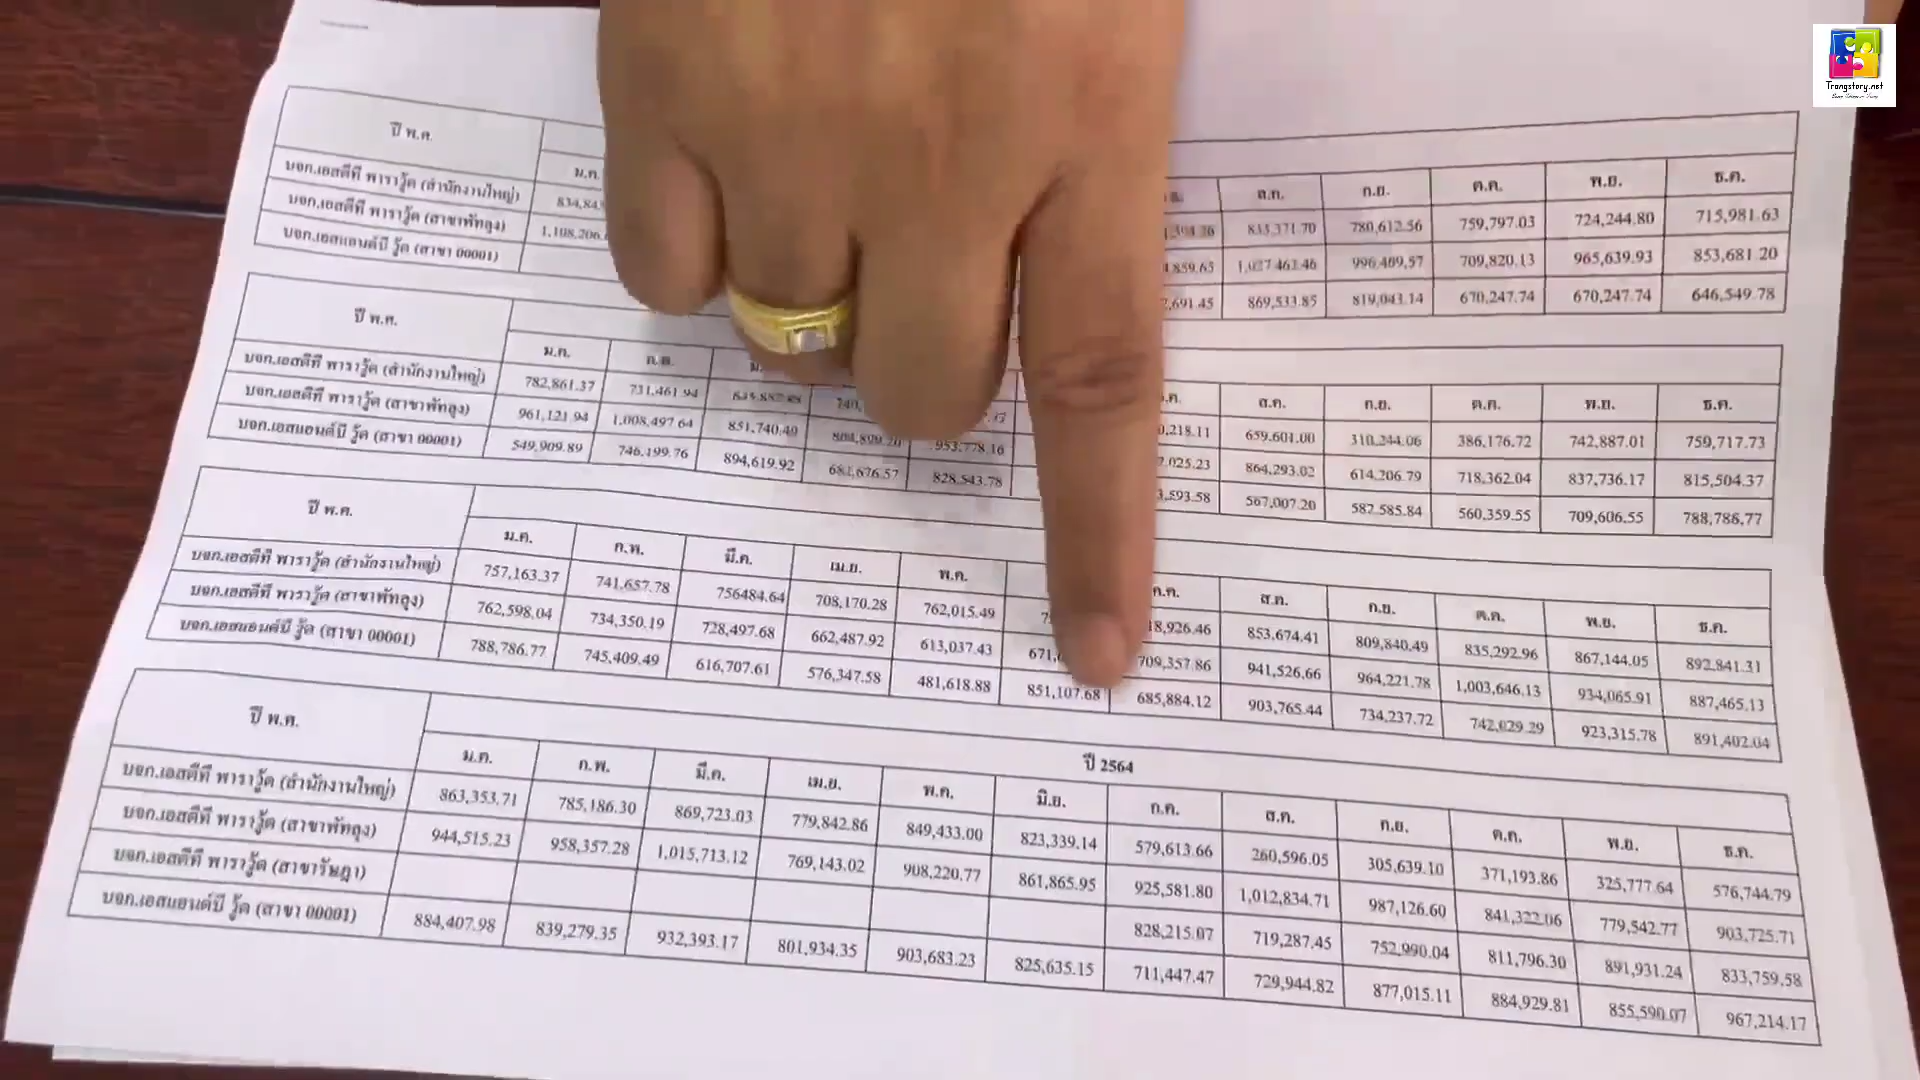 Trangstory.net
ปี พ.ศ.
ม.ค. ส.ค. ก.ย. ต.ค. พ.ย. ธ.ค.
บจก.เอสดีที พาราวู้ด (สำนักงานใหญ่) 833,371.70 780,612.56 759,797.03 724,244.80 715,981.63
บจก.เอสดีที พาราวู้ด (สาขาพัทลุง) 709,820.13 965,639.93 853,681.20
บจก.เอสแอนด์บี วู้ด (สาขา 00001) 869,533.85 819,043.14 670,247.74 670,247.74 646,549.78
ปี พ.ศ.
ม.ค. ก.พ. ส.ค. ก.ย. ต.ค. พ.ย. ธ.ค.
บจก.เอสดีที พาราวู้ด (สำนักงานใหญ่) 782,861.37 731,461.94 659,601.00 310,244.06 386,176.72 742,887.01 759,717.73
บจก.เอสดีที พาราวู้ด (สาขาพัทลุง) 961,121.94 1,008,497.64 851,740.40 953,778.16 864,293.02 614,206.79 718,362.04 837,736.17 815,504.37
บจก.เอสแอนด์บี วู้ด (สาขา 00001) 549,909.89 746,199.76 894,619.92 681,676.57 828,543.78 567,007.20 582,585.84 560,359.55 709,606.55 788,786.77
ปี พ.ศ.
ม.ค. ก.พ. มี.ค. เม.ย. พ.ค. ก.ค. ส.ค. ก.ย. ต.ค. พ.ย. ธ.ค.
บจก.เอสดีที พาราวู้ด (สำนักงานใหญ่) 757,163.37 741,657.78 756484.64 708,170.28 762,015.49 853,674.41 809,840.49 835,292.96 867,144.05 892,841.31
บจก.เอสดีที พาราวู้ด (สาขาพัทลุง) 762,598.04 734,350.19 728,497.68 662,487.92 613,037.43 709,357.86 941,526.66 964,221.78 1,003,646.13 934,065.91 887,465.13
บจก.เอสแอนด์บี วู้ด (สาขา 00001) 788,786.77 745,409.49 616,707.61 576,347.58 481,618.88 851,107.68 685,884.12 903,765.44 734,237.72 742,029.29 923,315.78 891,402.04
ปี พ.ศ. ปี 2564
ม.ค. ก.พ. มี.ค. เม.ย. พ.ค. มิ.ย. ก.ค. ส.ค. ก.ย. ต.ค. พ.ย. ธ.ค.
บจก.เอสดีที พาราวู้ด (สำนักงานใหญ่) 863,353.71 785,186.30 869,723.03 779,842.86 849,433.00 823,339.14 579,613.66 260,596.05 305,639.10 371,193.86 325,777.64 576,744.79
บจก.เอสดีที พาราวู้ด (สาขาพัทลุง) 944,515.23 958,357.28 1,015,713.12 769,143.02 908,220.77 861,865.95 925,581.80 1,012,834.71 987,126.60 841,322.06 779,542.77 903,725.71
บจก.เอสดีที พาราวู้ด (สาขารัษฎา) 828,215.07 719,287.45 752,990.04 811,796.30 891,931.24 833,759.58
บจก.เอสแอนด์บี วู้ด (สาขา 00001) 884,407.98 839,279.35 932,393.17 801,934.35 903,683.23 825,635.15 711,447.47 729,944.82 877,015.11 884,929.81 855,590.07 967,214.17